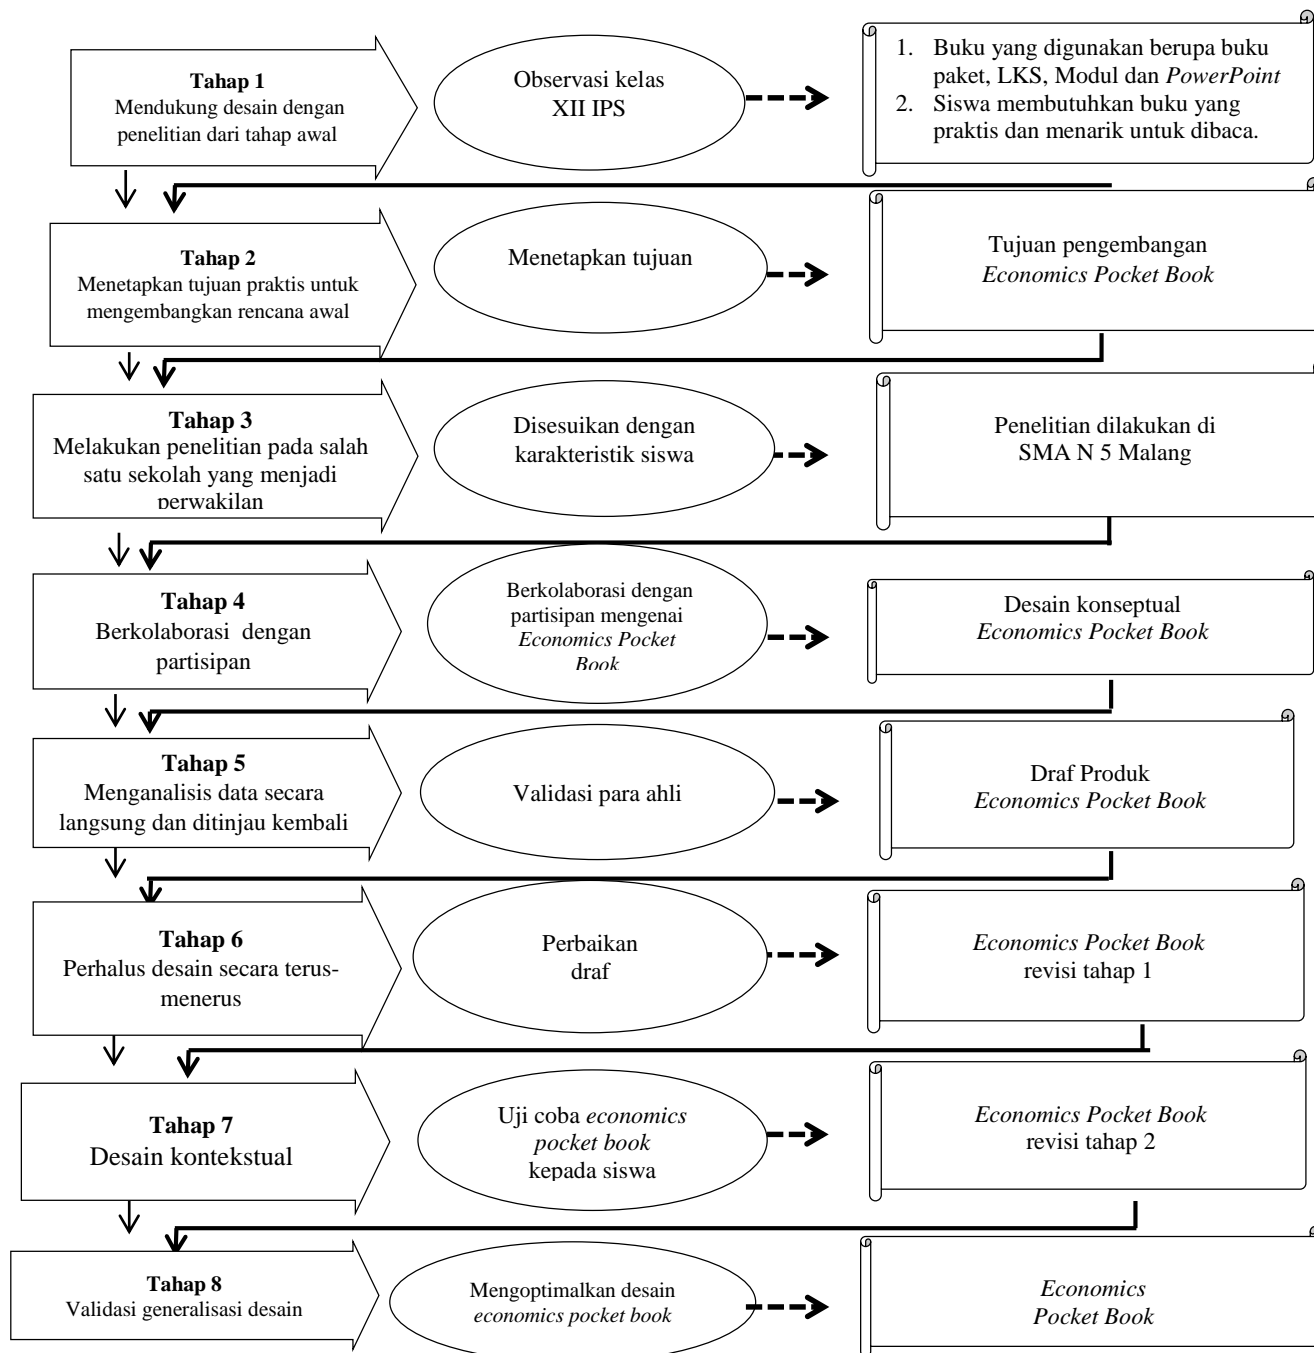 Tahap 1
Mendukung desain dengan
penelitian dari tahap awal
Observasi kelas
XII IPS
1. Buku yang digunakan berupa buku
paket, LKS, Modul dan PowerPoint
2. Siswa membutuhkan buku yang
praktis dan menarik untuk dibaca.
Tahap 2
Menetapkan tujuan praktis untuk
mengembangkan rencana awal
Menetapkan tujuan
Tujuan pengembangan
Economics Pocket Book
Tahap 3
Melakukan penelitian pada salah
satu sekolah yang menjadi
perwakilan
Disesuikan dengan
karakteristik siswa
Penelitian dilakukan di
SMA N 5 Malang
Tahap 4
Berkolaborasi dengan
partisipan
Berkolaborasi dengan
partisipan mengenai
Economics Pocket
Book
Desain konseptual
Economics Pocket Book
Tahap 5
Menganalisis data secara
langsung dan ditinjau kembali
Validasi para ahli
Draf Produk
Economics Pocket Book
Tahap 6
Perhalus desain secara terus-
menerus
Perbaikan
draf
Economics Pocket Book
revisi tahap 1
Tahap 7
Desain kontekstual
Uji coba economics
pocket book
kepada siswa
Economics Pocket Book
revisi tahap 2
Tahap 8
Validasi generalisasi desain
Mengoptimalkan desain
economics pocket book
Economics
Pocket Book